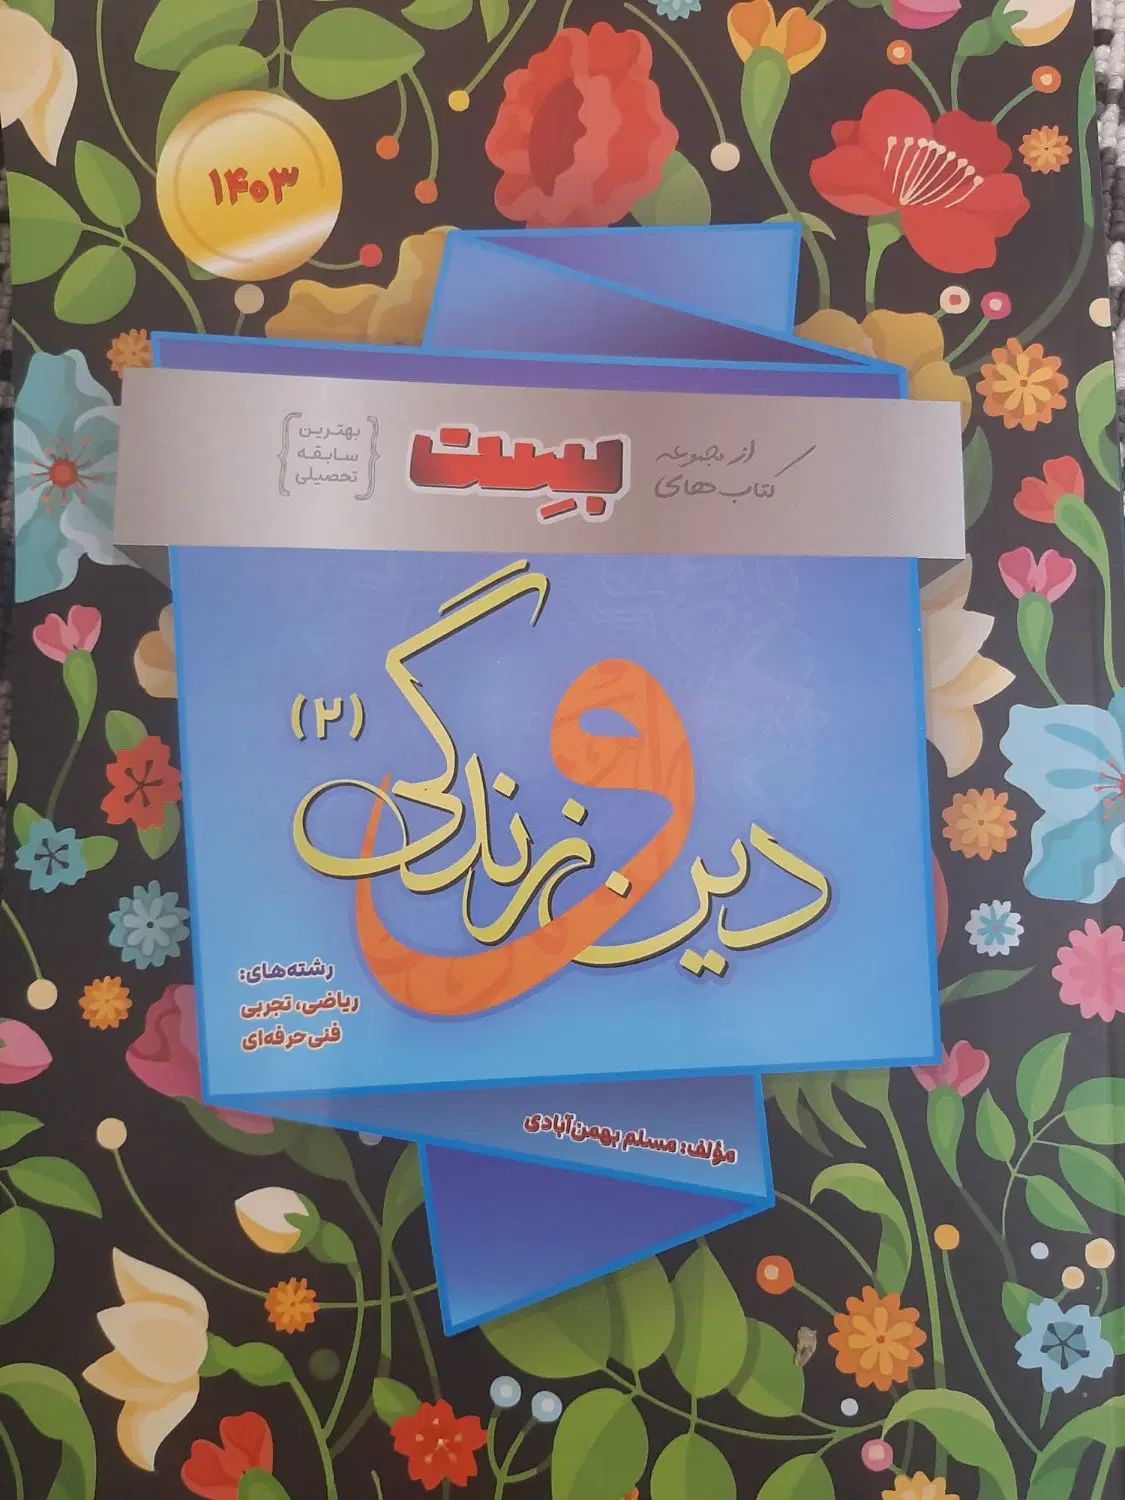 ۱۴۰۳
از مجموعه
کتاب‌های
بیست
بهترین
سابقه
تحصیلی
دین و زندگی
(۲)
رشته‌های:
ریاضی، تجربی
فنی‌حرفه‌ای
مؤلف: مسلم بهمن‌آبادی